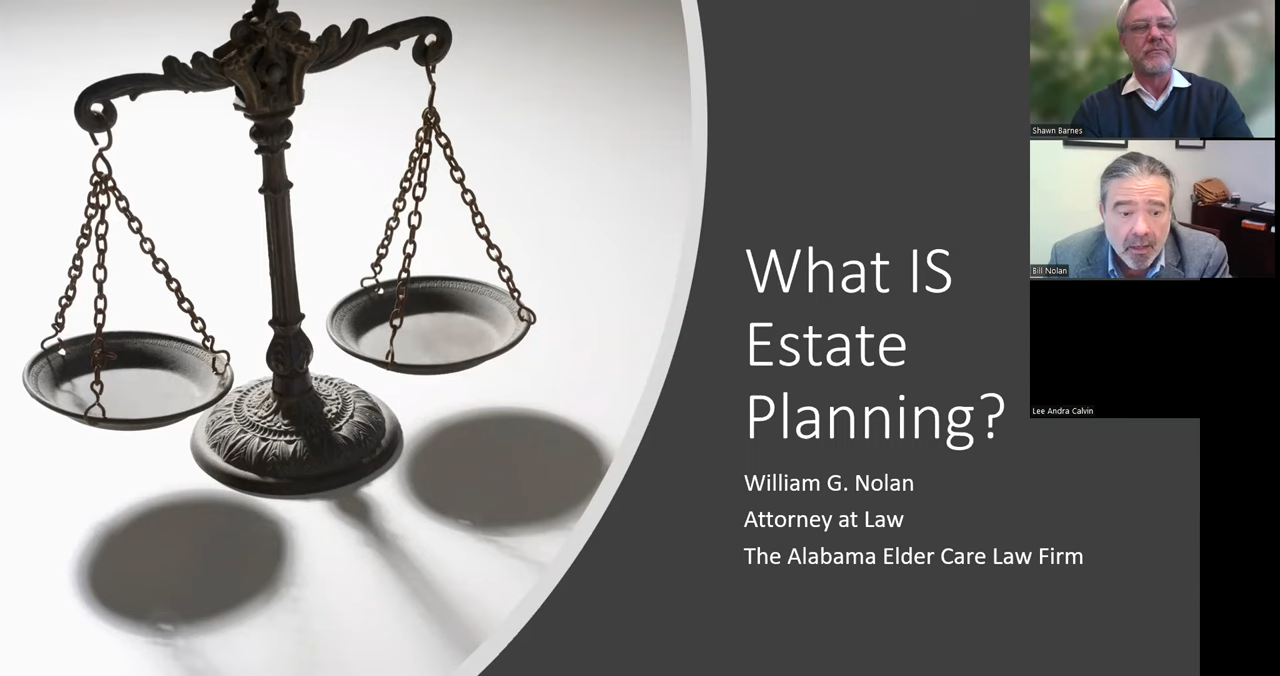 What IS
Estate
Planning?
William G. Nolan
Attorney at Law
The Alabama Elder Care Law Firm
Shawn Barnes
Bill Nolan
Lee Andra Calvin